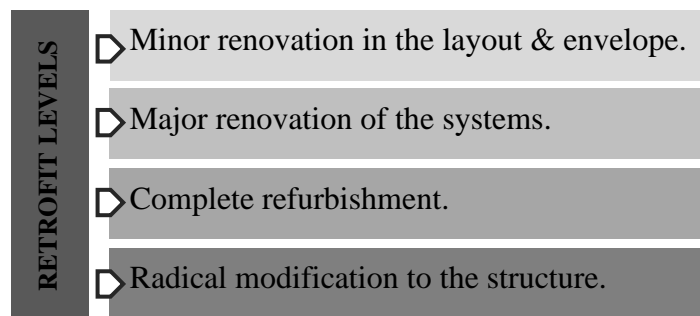 RETROFIT LEVELS
Minor renovation in the layout & envelope.
Major renovation of the systems.
Complete refurbishment.
Radical modification to the structure.